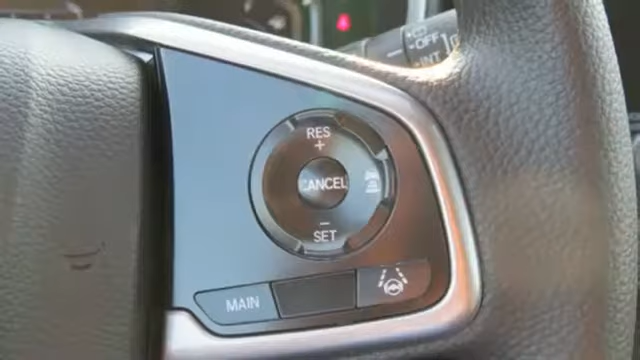 OFF
INT
RES
+
CANCEL
−
SET
MAIN